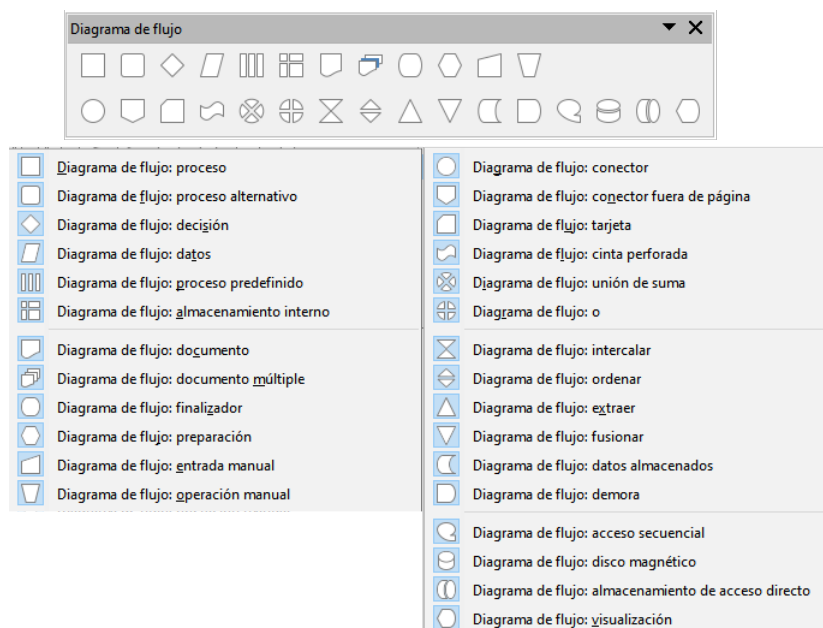 Diagrama de flujo
Diagrama de flujo: proceso
Diagrama de flujo: proceso alternativo
Diagrama de flujo: decisión
Diagrama de flujo: datos
Diagrama de flujo: proceso predefinido
Diagrama de flujo: almacenamiento interno
Diagrama de flujo: documento
Diagrama de flujo: documento múltiple
Diagrama de flujo: finalizador
Diagrama de flujo: preparación
Diagrama de flujo: entrada manual
Diagrama de flujo: operación manual
Diagrama de flujo: conector
Diagrama de flujo: conector fuera de página
Diagrama de flujo: tarjeta
Diagrama de flujo: cinta perforada
Diagrama de flujo: unión de suma
Diagrama de flujo: o
Diagrama de flujo: intercalar
Diagrama de flujo: ordenar
Diagrama de flujo: extraer
Diagrama de flujo: fusionar
Diagrama de flujo: datos almacenados
Diagrama de flujo: demora
Diagrama de flujo: acceso secuencial
Diagrama de flujo: disco magnético
Diagrama de flujo: almacenamiento de acceso directo
Diagrama de flujo: visualización